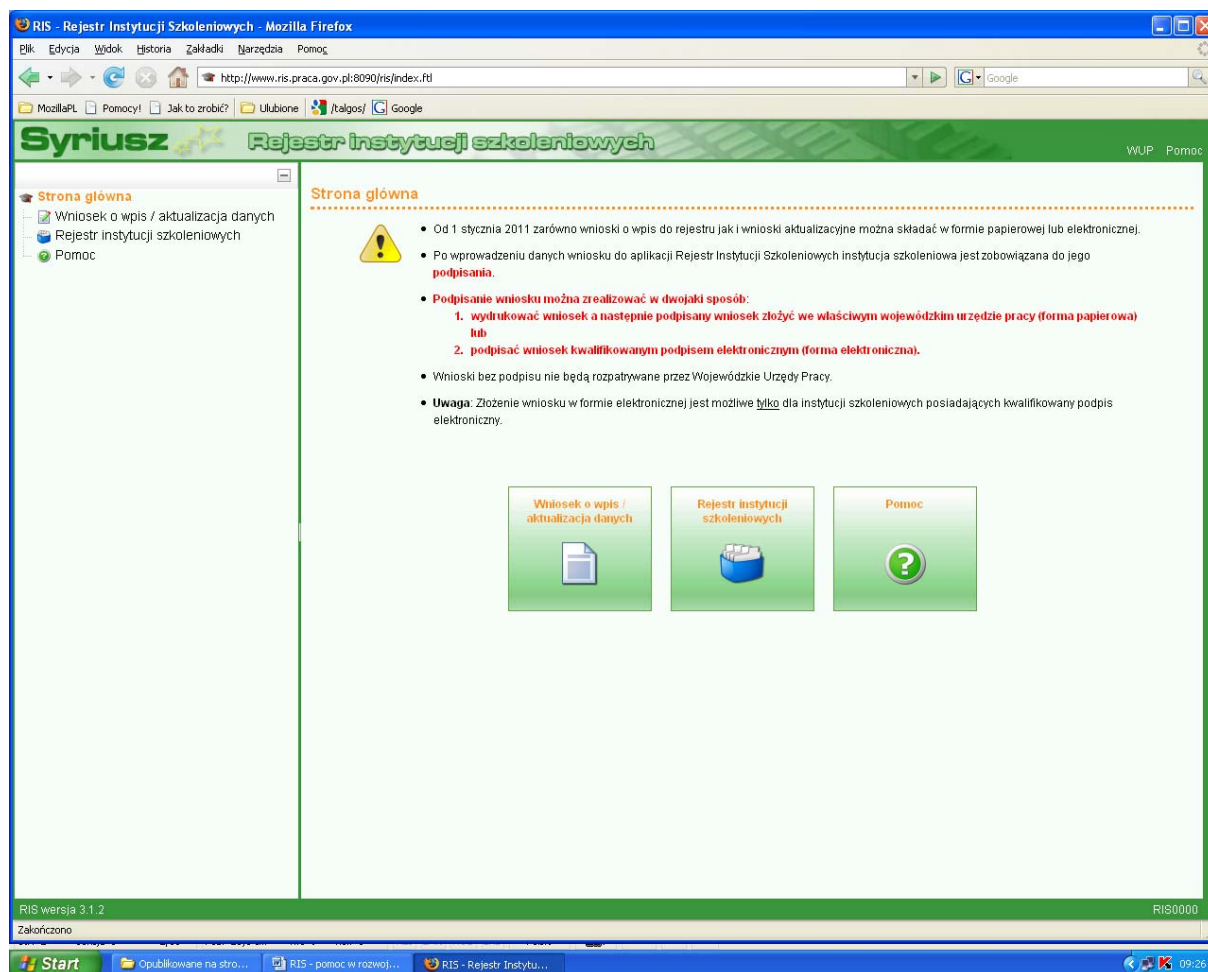 RIS - Rejestr Instytucji Szkoleniowych - Mozilla Firefox
Plik Edycja Widok Historia Zakładki Narzędzia Pomoc
http://www.ris.praca.gov.pl:8090/ris/index.ftl
Google
MozillaPL Pomocy! Jak to zrobić? Ulubione /talgos/ Google
Syriusz Rejestr instytucji szkoleniowych
WUP Pomoc
Strona główna
Wniosek o wpis / aktualizacja danych
Rejestr instytucji szkoleniowych
Pomoc
Strona główna
Od 1 stycznia 2011 zarówno wnioski o wpis do rejestru jak i wnioski aktualizacyjne można składać w formie papierowej lub elektronicznej.
Po wprowadzeniu danych wniosku do aplikacji Rejestr Instytucji Szkoleniowych instytucja szkoleniowa jest zobowiązana do jego
podpisania.
Podpisanie wniosku można zrealizować w dwojaki sposób:
1. wydrukować wniosek a następnie podpisany wniosek złożyć we właściwym wojewódzkim urzędzie pracy (forma papierowa)
lub
2. podpisać wniosek kwalifikowanym podpisem elektronicznym (forma elektroniczna).
Wnioski bez podpisu nie będą rozpatrywane przez Wojewódzkie Urzędy Pracy.
Uwaga: Złożenie wniosku w formie elektronicznej jest możliwe tylko dla instytucji szkoleniowych posiadających kwalifikowany podpis
elektroniczny.
Wniosek o wpis /
aktualizacja danych
Rejestr instytucji
szkoleniowych
Pomoc
RIS wersja 3.1.2
RIS0000
Zakończono
Start
Opublikowane na stro...
RIS - pomoc w rozwoj...
RIS - Rejestr Instytu...
09:26